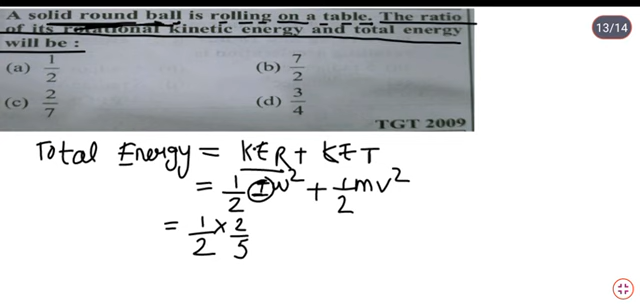 A solid round ball is rolling on a table. The ratio
of its rotational kinetic energy and total energy
will be :
(a) 1/2 (b) 7/2
(c) 2/7 (d) 3/4
TGT 2009
13/14
Total Energy = KER + KET
= 1/2 Iw² + 1/2 mv²
= 1/2 × 2/5